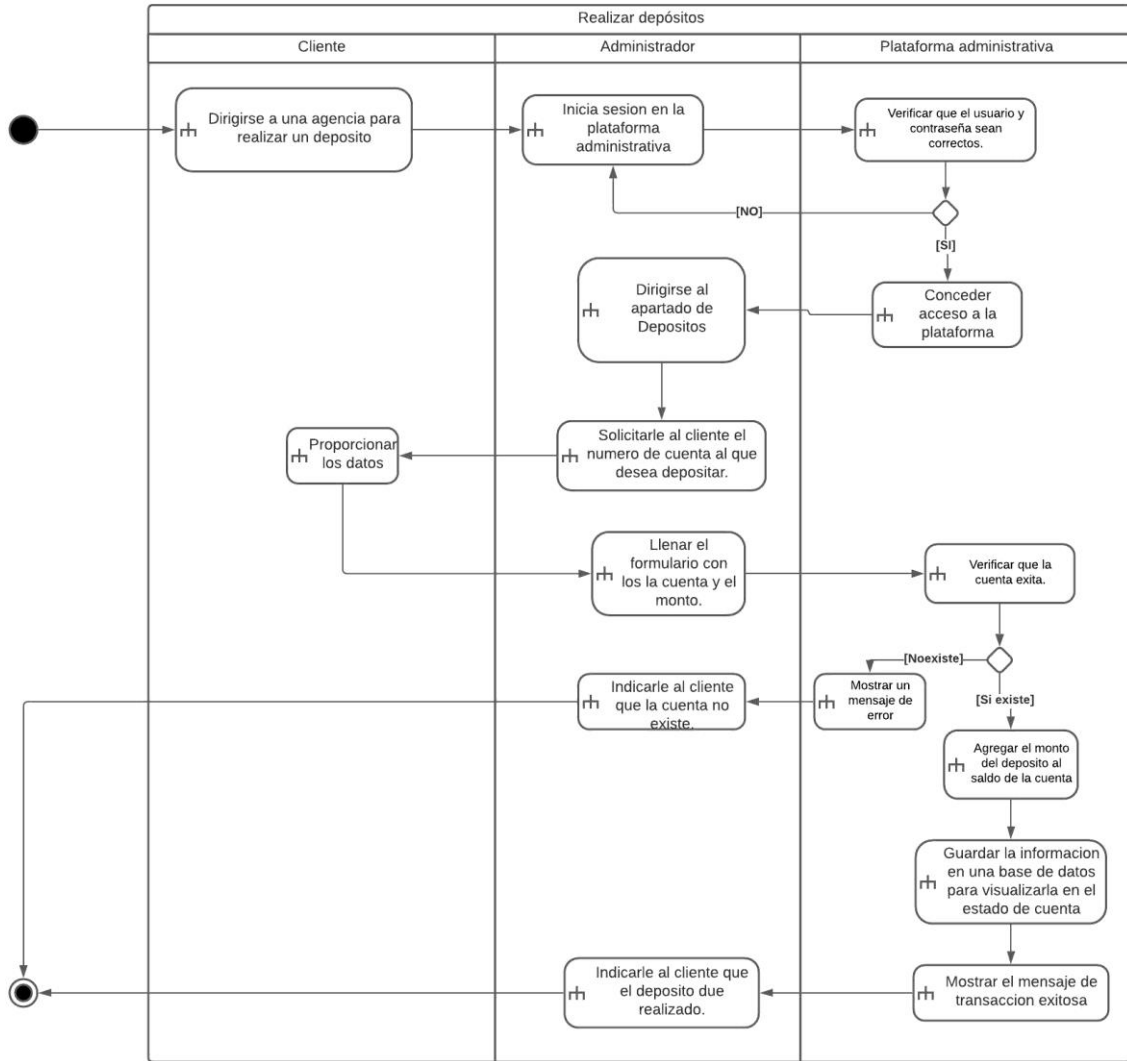 Realizar depósitos
Cliente
Administrador
Plataforma administrativa
Dirigirse a una agencia para
realizar un deposito
Inicia sesion en la
plataforma
administrativa
Verificar que el usuario y
contraseña sean
correctos.
[NO]
[SI]
Dirigirse al
apartado de
Depositos
Conceder
acceso a la
plataforma
Proporcionar
los datos
Solicitarle al cliente el
numero de cuenta al que
desea depositar.
Llenar el
formulario con
los la cuenta y el
monto.
Verificar que la
cuenta exita.
[Noexiste]
[Si existe]
Indicarle al cliente
que la cuenta no
existe.
Mostrar un
mensaje de
error
Agregar el monto
del deposito al
saldo de la cuenta
Guardar la informacion
en una base de datos
para visualizarla en el
estado de cuenta
Indicarle al cliente que
el deposito due
realizado.
Mostrar el mensaje de
transaccion exitosa